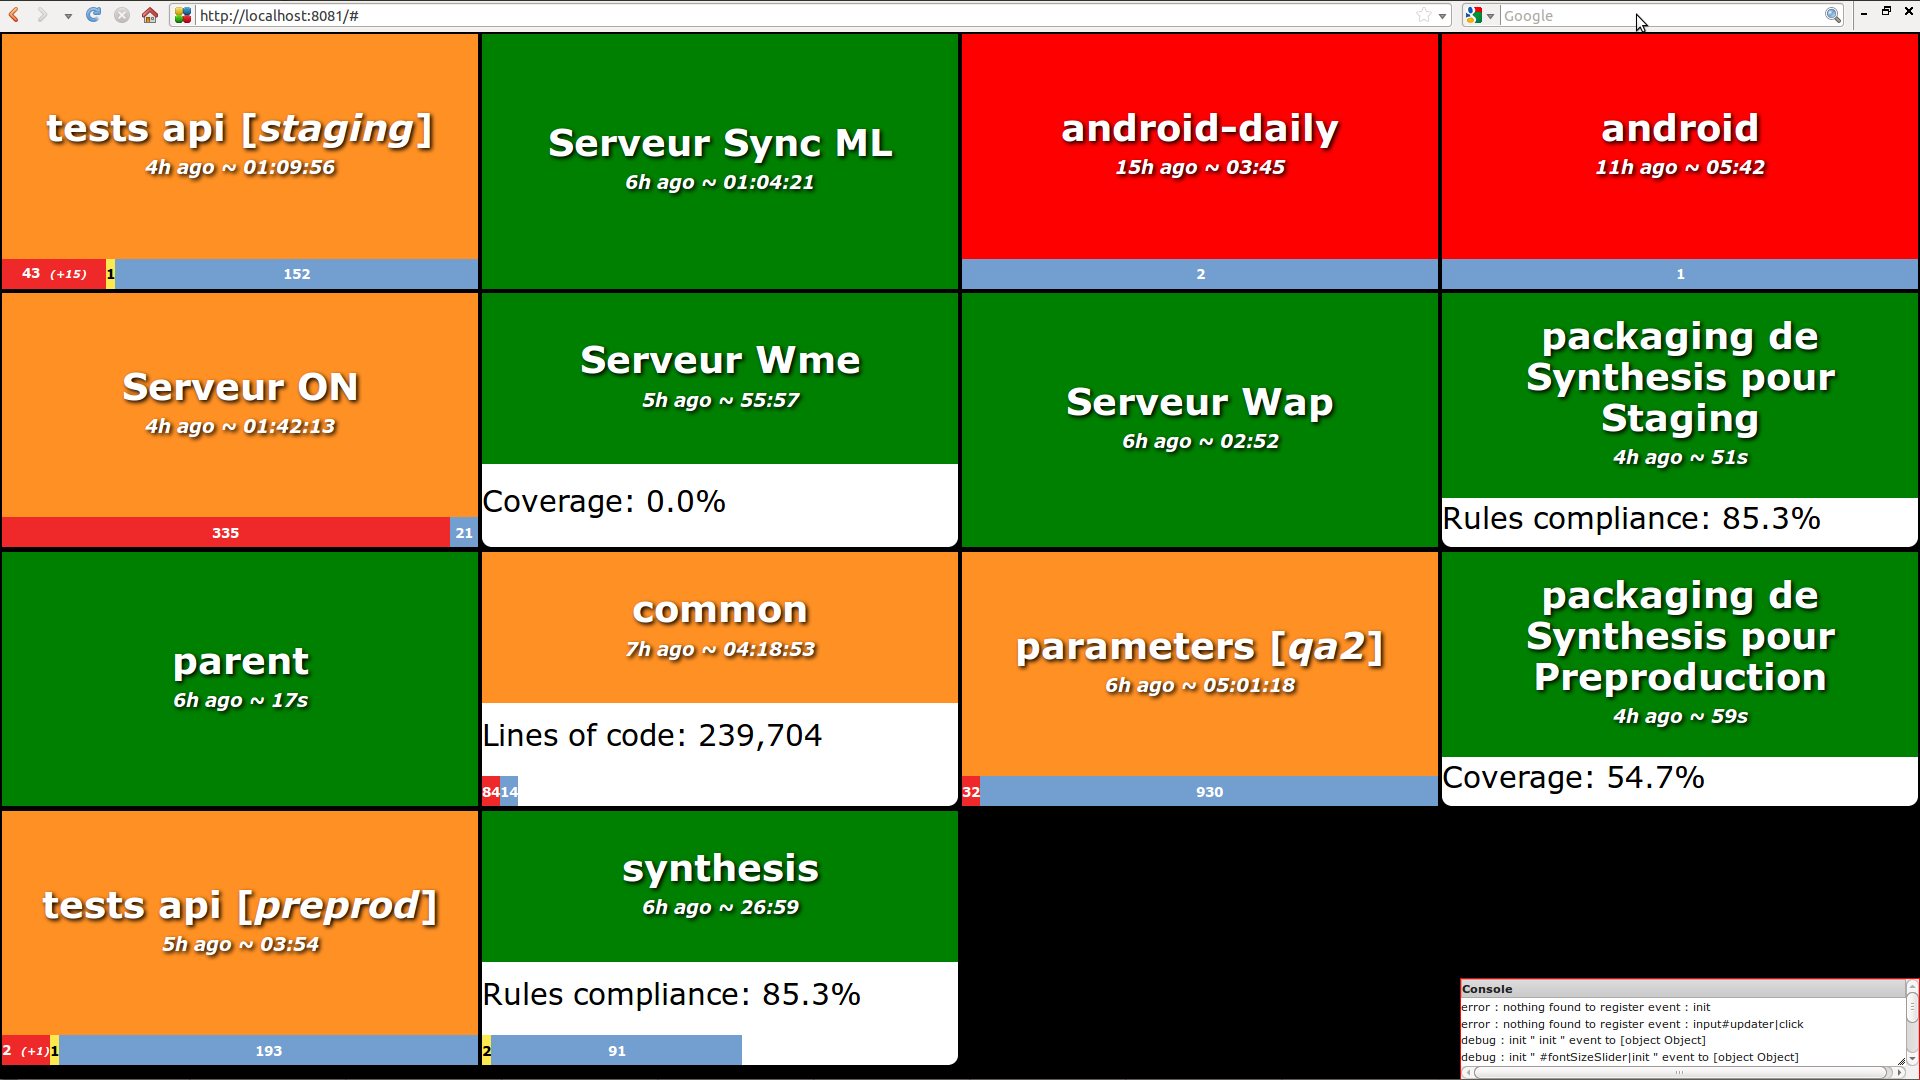 http://localhost:8081/#
Google
tests api [staging]
4h ago ~ 01:09:56
43 (+15)
1
152
Serveur Sync ML
6h ago ~ 01:04:21
android-daily
15h ago ~ 03:45
2
android
11h ago ~ 05:42
1
Serveur ON
4h ago ~ 01:42:13
335
21
Serveur Wme
5h ago ~ 55:57
Coverage: 0.0%
Serveur Wap
6h ago ~ 02:52
packaging de
Synthesis pour
Staging
4h ago ~ 51s
Rules compliance: 85.3%
parent
6h ago ~ 17s
common
7h ago ~ 04:18:53
Lines of code: 239,704
84
14
parameters [qa2]
6h ago ~ 05:01:18
32
930
packaging de
Synthesis pour
Preproduction
4h ago ~ 59s
Coverage: 54.7%
tests api [preprod]
5h ago ~ 03:54
2 (+1)
1
193
synthesis
6h ago ~ 26:59
Rules compliance: 85.3%
2
91
Console
error : nothing found to register event : init
error : nothing found to register event : input#updater|click
debug : init " init " event to [object Object]
debug : init " #fontSizeSlider|init " event to [object Object]